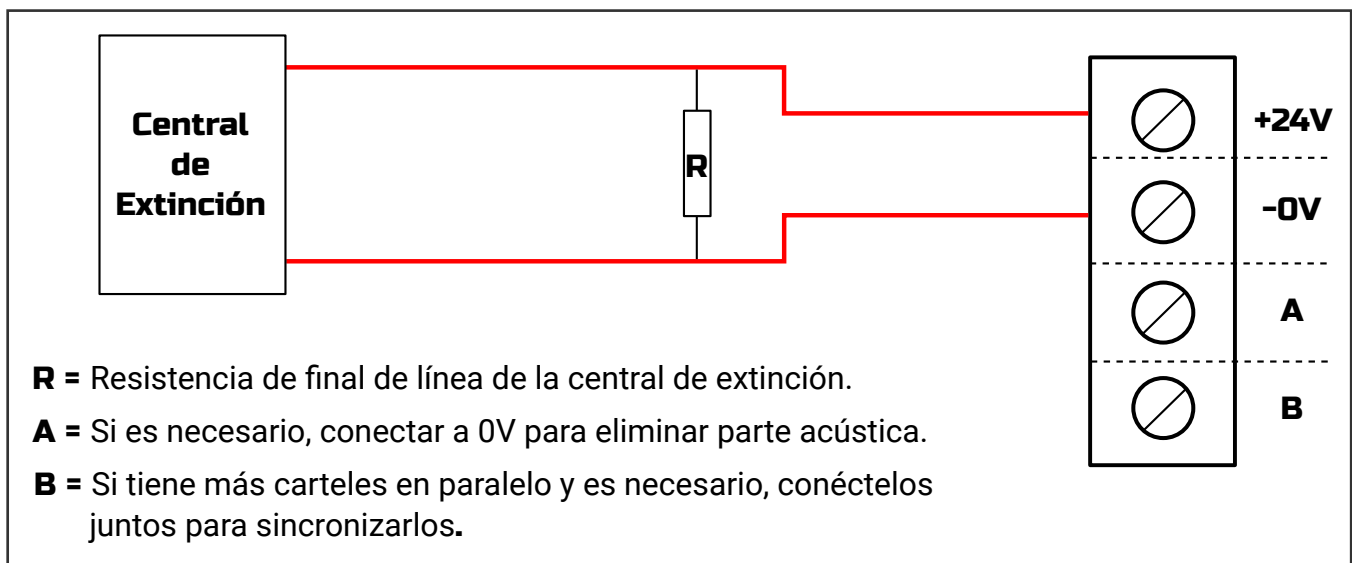 Central
de
Extinción
R
+24V
-0V
A
B
R = Resistencia de final de línea de la central de extinción.
A = Si es necesario, conectar a 0V para eliminar parte acústica.
B = Si tiene más carteles en paralelo y es necesario, conéctelos
juntos para sincronizarlos.